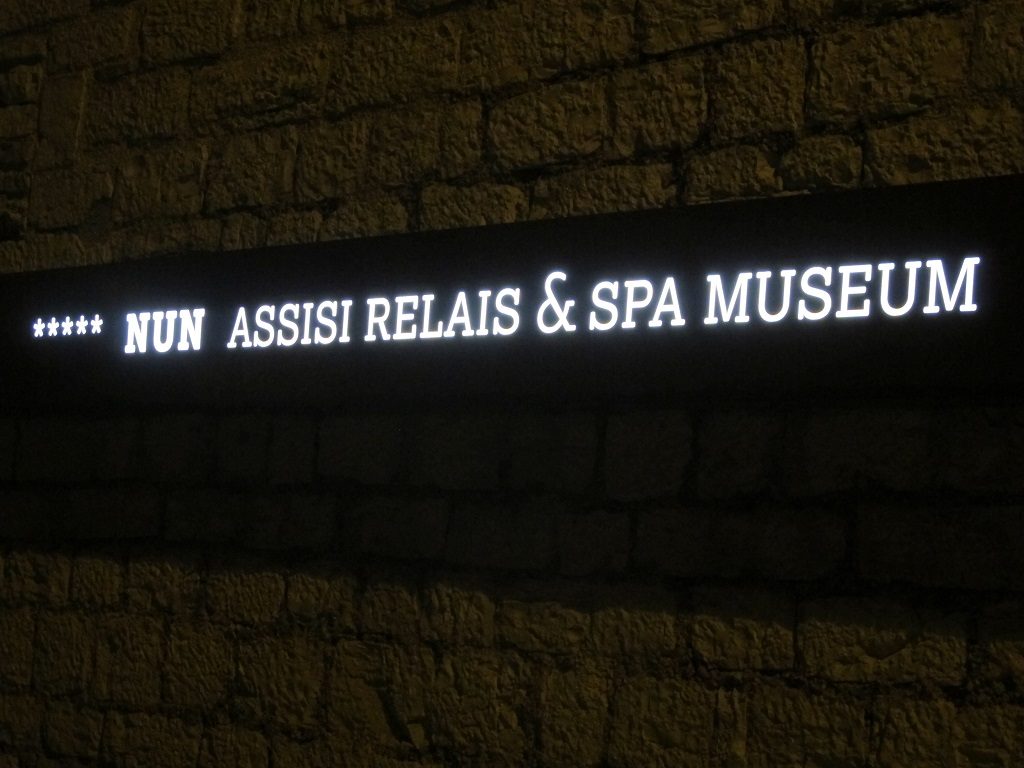 ***** NUN ASSISI RELAIS & SPA MUSEUM